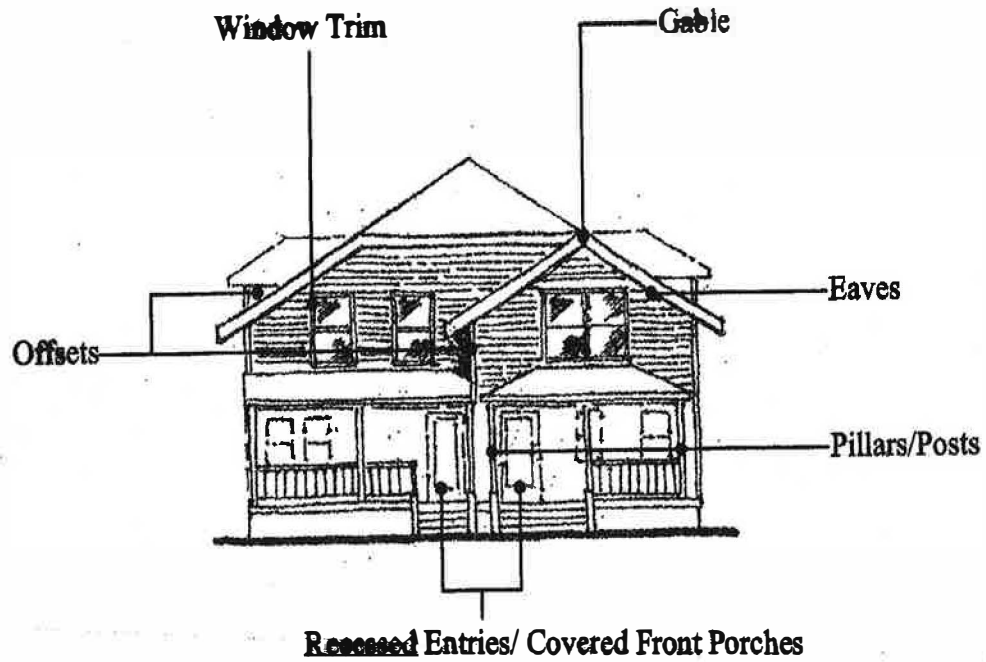 Window Trim
Gable
Eaves
Offsets
Pillars/Posts
Recessed Entries/ Covered Front Porches